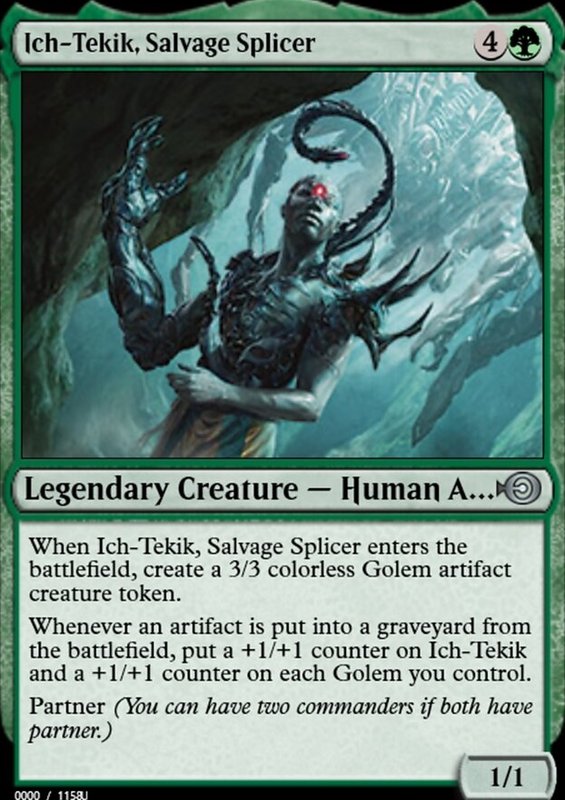 Ich-Tekik, Salvage Splicer 4
Legendary Creature — Human A...
When Ich-Tekik, Salvage Splicer enters the
battlefield, create a 3/3 colorless Golem artifact
creature token.
Whenever an artifact is put into a graveyard from
the battlefield, put a +1/+1 counter on Ich-Tekik
and a +1/+1 counter on each Golem you control.
Partner (You can have two commanders if both have
partner.)
1/1
0000 / 1158U